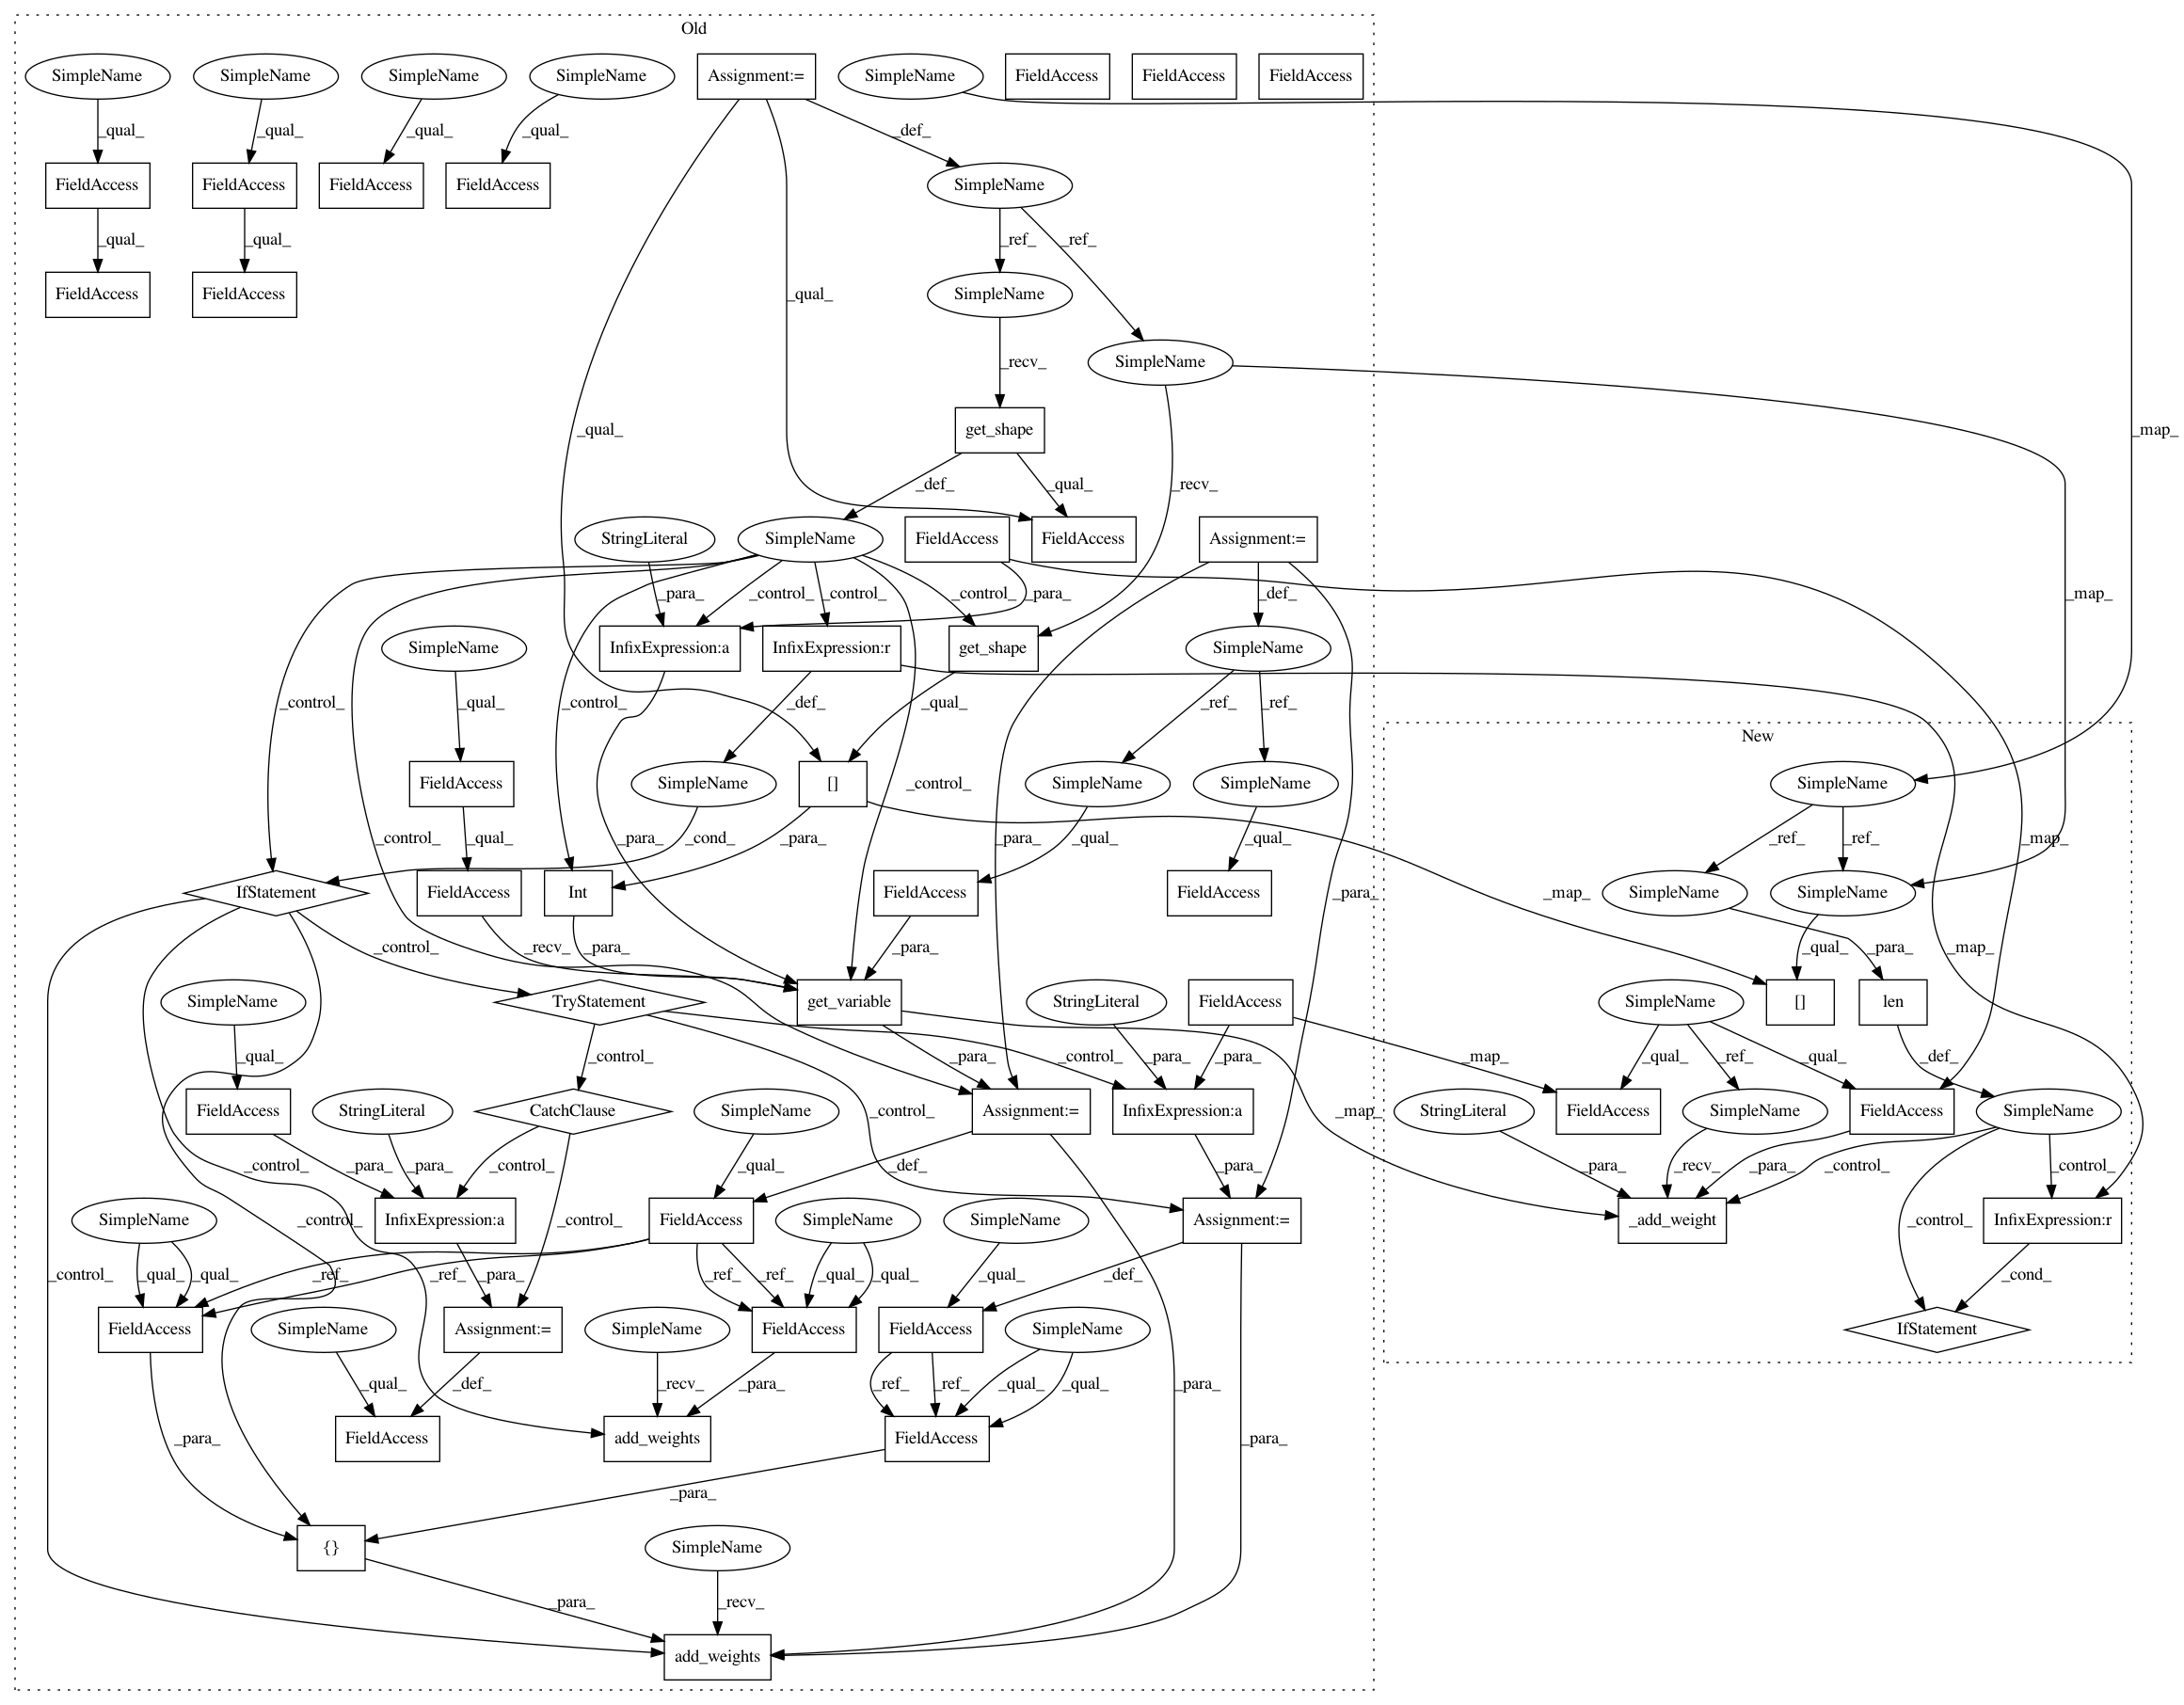 Old
SimpleName
SimpleName
SimpleName
SimpleName
Assignment:=
SimpleName
FieldAccess
FieldAccess
FieldAccess
_qual_
_qual_
_qual_
_qual_
_def_
FieldAccess
FieldAccess
FieldAccess
FieldAccess
SimpleName
_qual_
_qual_
_ref_
_ref_
FieldAccess
FieldAccess
_qual_
SimpleName
_recv_
SimpleName
_qual_
get_shape
_map_
_def_
_qual_
_recv_
StringLiteral
SimpleName
FieldAccess
FieldAccess
Assignment:=
_para_
_control_
_control_
_control_
_para_
_def_
_map_
SimpleName
InfixExpression:a
InfixExpression:r
get_shape
SimpleName
_control_
_qual_
_control_
_def_
_qual_
_ref_
_ref_
New
FieldAccess
SimpleName
[]
SimpleName
SimpleName
SimpleName
_control_
_control_
_qual_
_para_
_cond_
_para_
_para_
_qual_
_qual_
_ref_
_ref_
_map_
IfStatement
FieldAccess
Int
FieldAccess
FieldAccess
_para_
_map_
SimpleName
SimpleName
_control_
_recv_
_para_
_para_
_qual_
_para_
_map_
SimpleName
TryStatement
get_variable
StringLiteral
FieldAccess
SimpleName
[]
len
_qual_
_control_
_para_
_control_
_para_
_para_
_map_
_qual_
_ref_
_qual_
_def_
FieldAccess
StringLiteral
CatchClause
SimpleName
_control_
Assignment:=
InfixExpression:a
_map_
StringLiteral
FieldAccess
SimpleName
FieldAccess
SimpleName
_control_
_para_
_para_
_control_
_qual_
_def_
_para_
_para_
_recv_
_para_
_control_
_control_
SimpleName
_control_
InfixExpression:a
_control_
FieldAccess
SimpleName
SimpleName
Assignment:=
_add_weight
_control_
InfixExpression:r
_control_
_qual_
_qual_
_ref_
_ref_
_para_
_ref_
_ref_
_qual_
_qual_
_qual_
_def_
_cond_
FieldAccess
SimpleName
Assignment:=
SimpleName
FieldAccess
FieldAccess
SimpleName
IfStatement
_qual_
_def_
_recv_
_para_
_ref_
_ref_
_qual_
_qual_
_para_
_para_
FieldAccess
add_weights
FieldAccess
_para_
_para_
{}
SimpleName
_para_
_recv_
add_weights